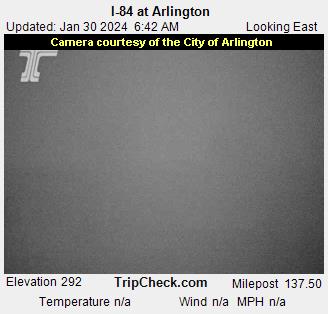 I-84 at Arlington
Updated: Jan 30 2024 6:42 AM Looking East
Camera courtesy of the City of Arlington
Elevation 292 TripCheck.com Milepost 137.50
Temperature n/a Wind n/a MPH n/a